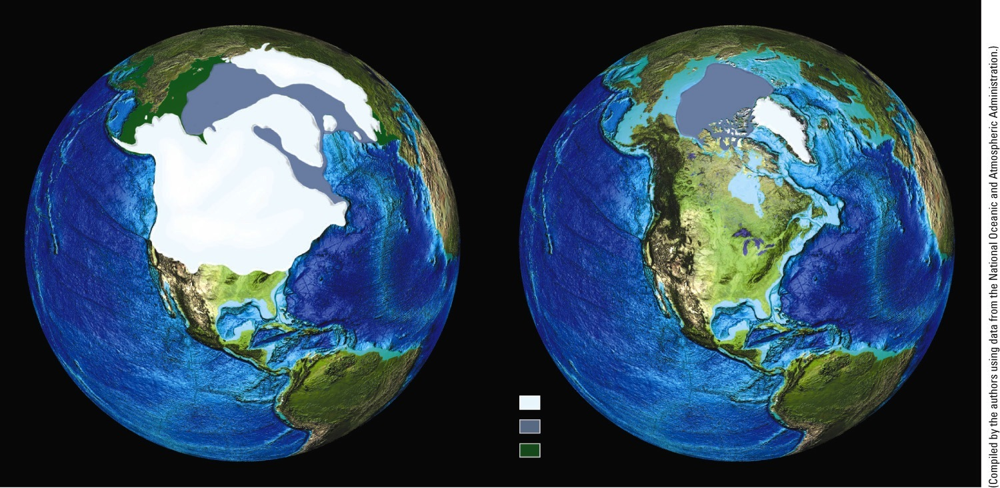 (Compiled by the authors using data from the National Oceanic and Atmospheric Administration.)